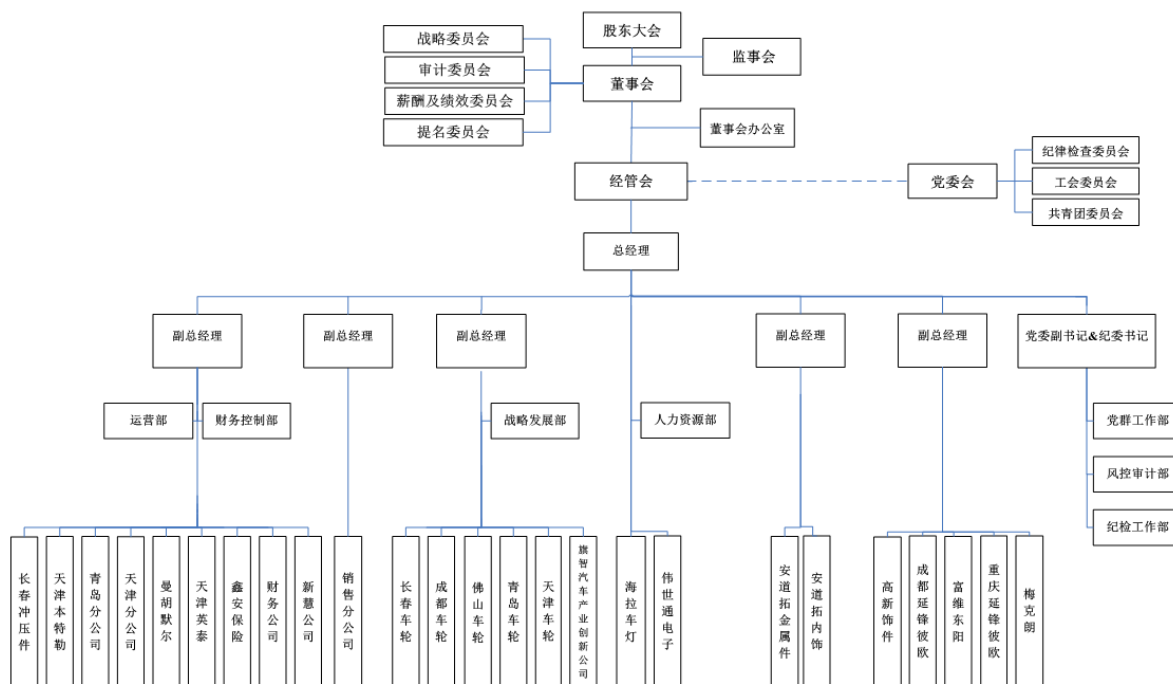 股东大会
战略委员会
监事会
审计委员会
董事会
薪酬及绩效委员会
提名委员会
董事会办公室
纪律检查委员会
经管会
党委会
工会委员会
共青团委员会
总经理
副总经理
副总经理
副总经理
副总经理
副总经理
党委副书记&纪委书记
运营部
财务控制部
战略发展部
人力资源部
党群工作部
风控审计部
纪检工作部
长春冲压件
天津本特勒
青岛分公司
天津分公司
曼胡默尔
天津英泰
鑫安保险
财务公司
新慧公司
销售分公司
长春车轮
成都车轮
佛山车轮
青岛车轮
天津车轮
旗智汽车产业创新公司
海拉车灯
伟世通电子
安道拓金属件
安道拓内饰
高新饰件
成都延锋彼欧
富维东阳
重庆延锋彼欧
梅克朗